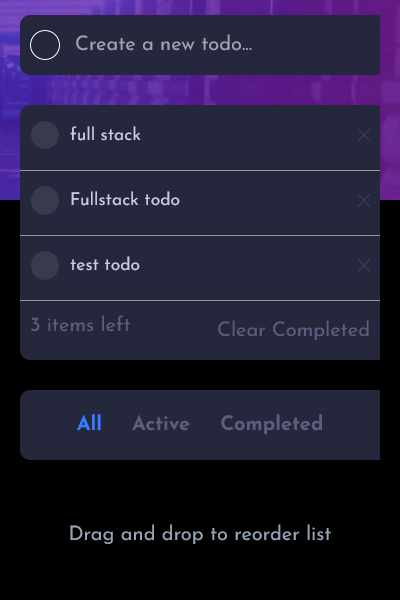 Create a new todo...
full stack
Fullstack todo
test todo
3 items left
Clear Completed
All Active Completed
Drag and drop to reorder list